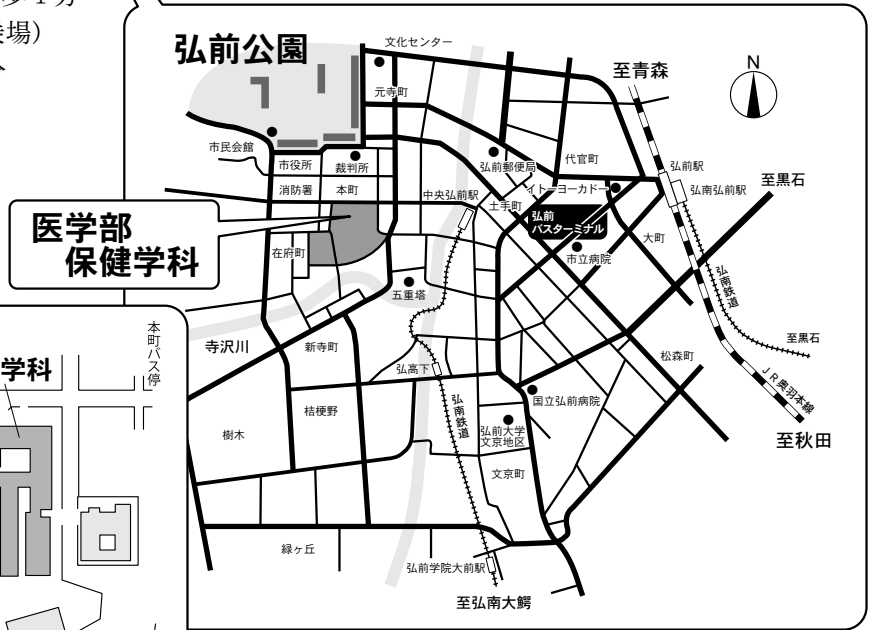 歩1分
乗場)
弘前公園
文化センター
元寺町
至青森
N
市民会館
市役所
裁判所
弘前郵便局
代官町
弘前駅
消防署
本町
中央弘前駅
イトーヨーカドー
弘南弘前駅
至黒石
土手町
弘前
バスターミナル
大町
医学部
保健学科
在府町
市立病院
五重塔
弘南鉄道
寺沢川
新寺町
至黒石
弘高下
松森町
JR奥羽本線
本町バス停
学科
桔梗野
弘南鉄道
国立弘前病院
樹木
弘前大学
文京地区
至秋田
文京町
緑ヶ丘
弘前学院大前駅
至弘南大鰐